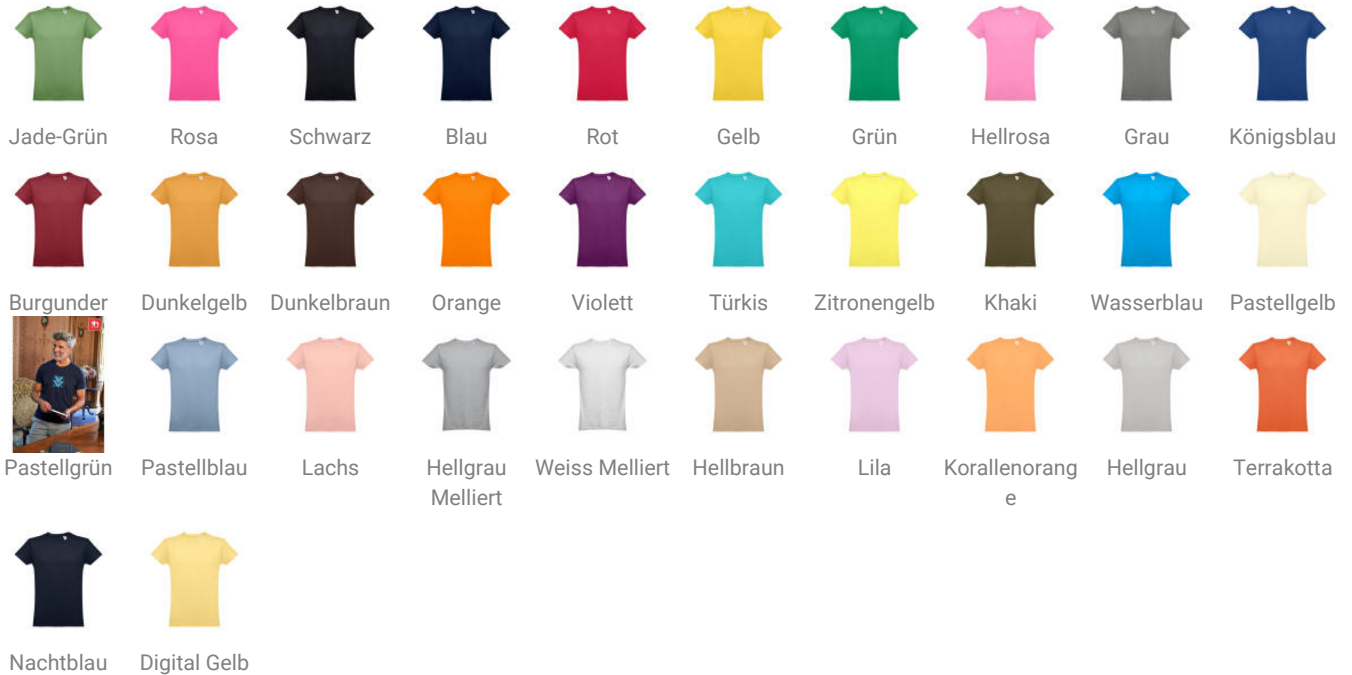 Jade-Grün Rosa Schwarz Blau Rot Gelb Grün Hellrosa Grau Königsblau
Burgunder Dunkelgelb Dunkelbraun Orange Violett Türkis Zitronengelb Khaki Wasserblau Pastellgelb
Pastellgrün Pastellblau Lachs Hellgrau Weiss Melliert Hellbraun Lila Korallenorang Hellgrau Terrakotta
Melliert e
Nachtblau Digital Gelb